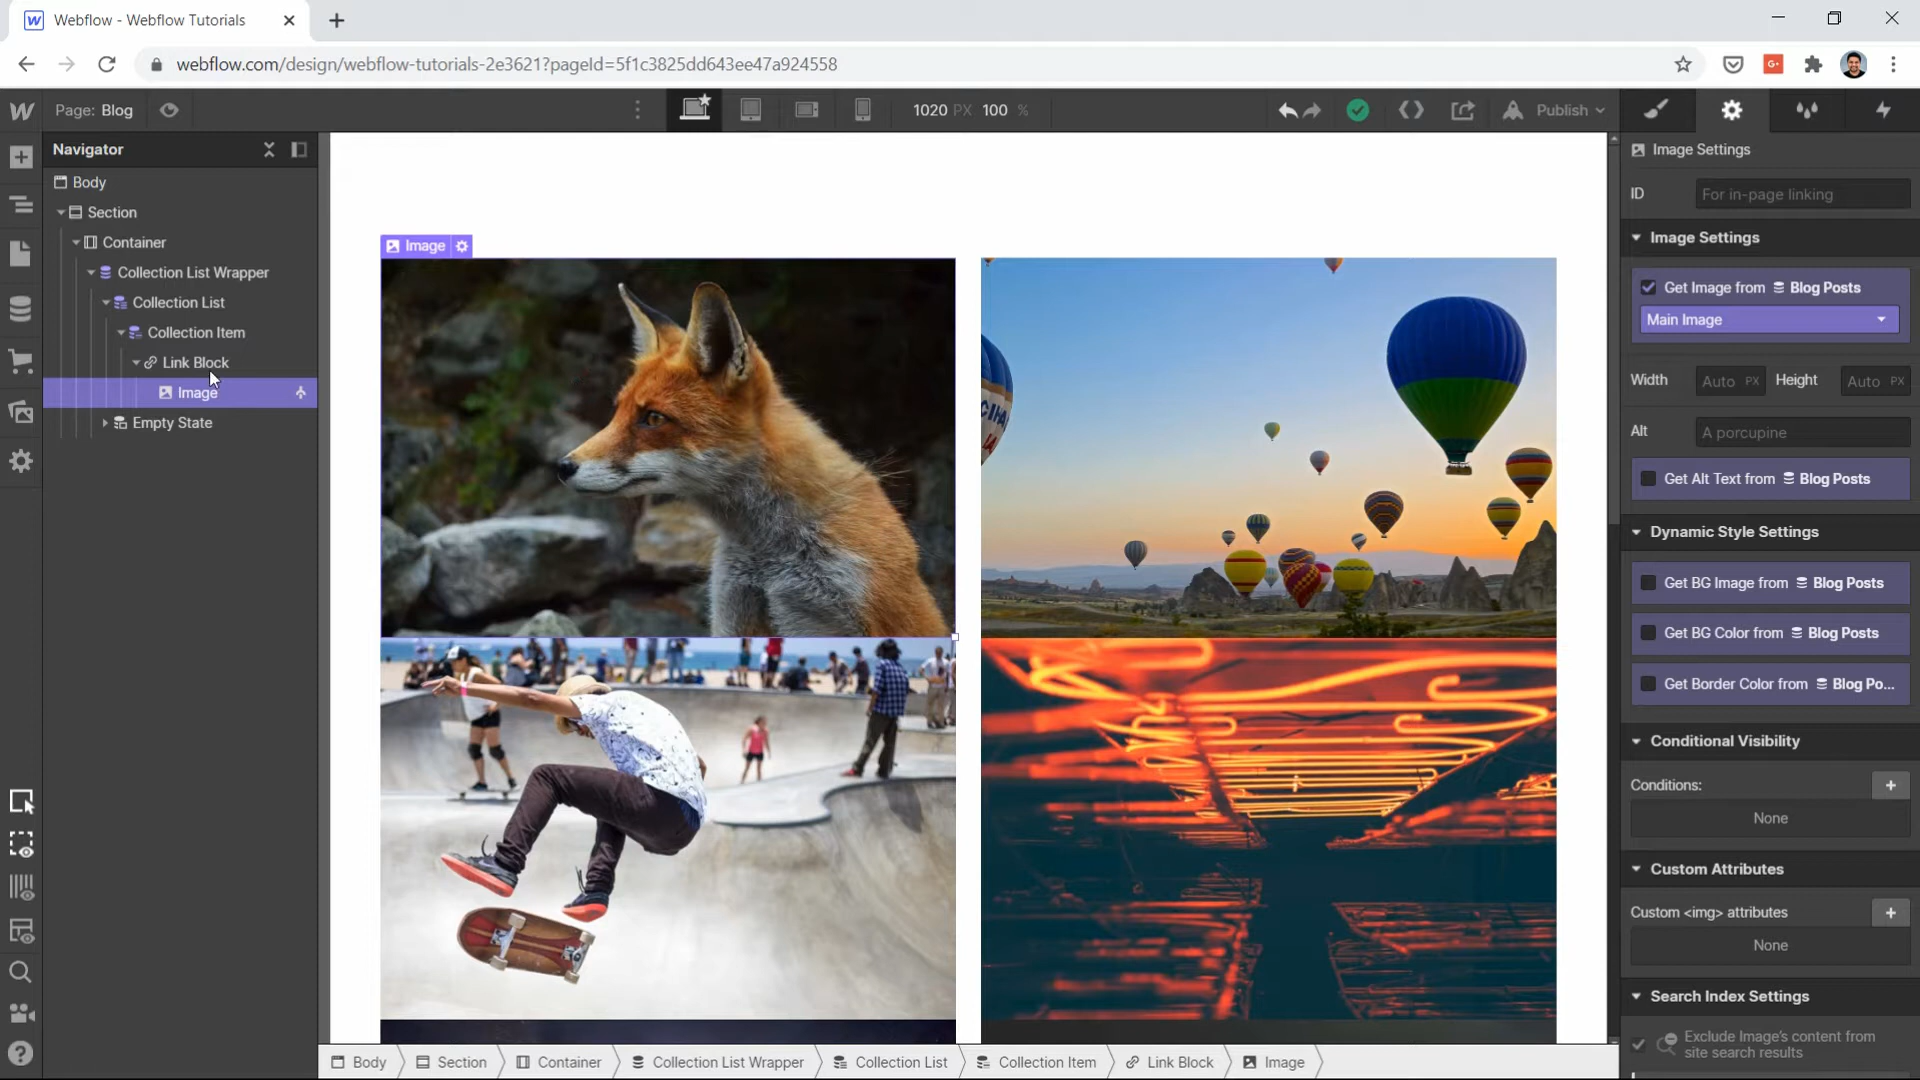 Webflow - Webflow Tutorials
webflow.com/design/webflow-tutorials-2e3621?pageId=5f1c3825dd643ee47a924558
Page: Blog
1020 PX 100 %
Publish
Navigator
Body
Section
Container
Collection List Wrapper
Collection List
Collection Item
Link Block
Image
Empty State
Image
CIHA
Image Settings
ID For in-page linking
Image Settings
Get Image from Blog Posts
Main Image
Width Auto PX Height Auto PX
Alt A porcupine
Get Alt Text from Blog Posts
Dynamic Style Settings
Get BG Image from Blog Posts
Get BG Color from Blog Posts
Get Border Color from Blog Po...
Conditional Visibility
Conditions:
None
Custom Attributes
Custom <img> attributes
None
Search Index Settings
Exclude Image's content from
site search results
Body Section Container Collection List Wrapper Collection List Collection Item Link Block Image